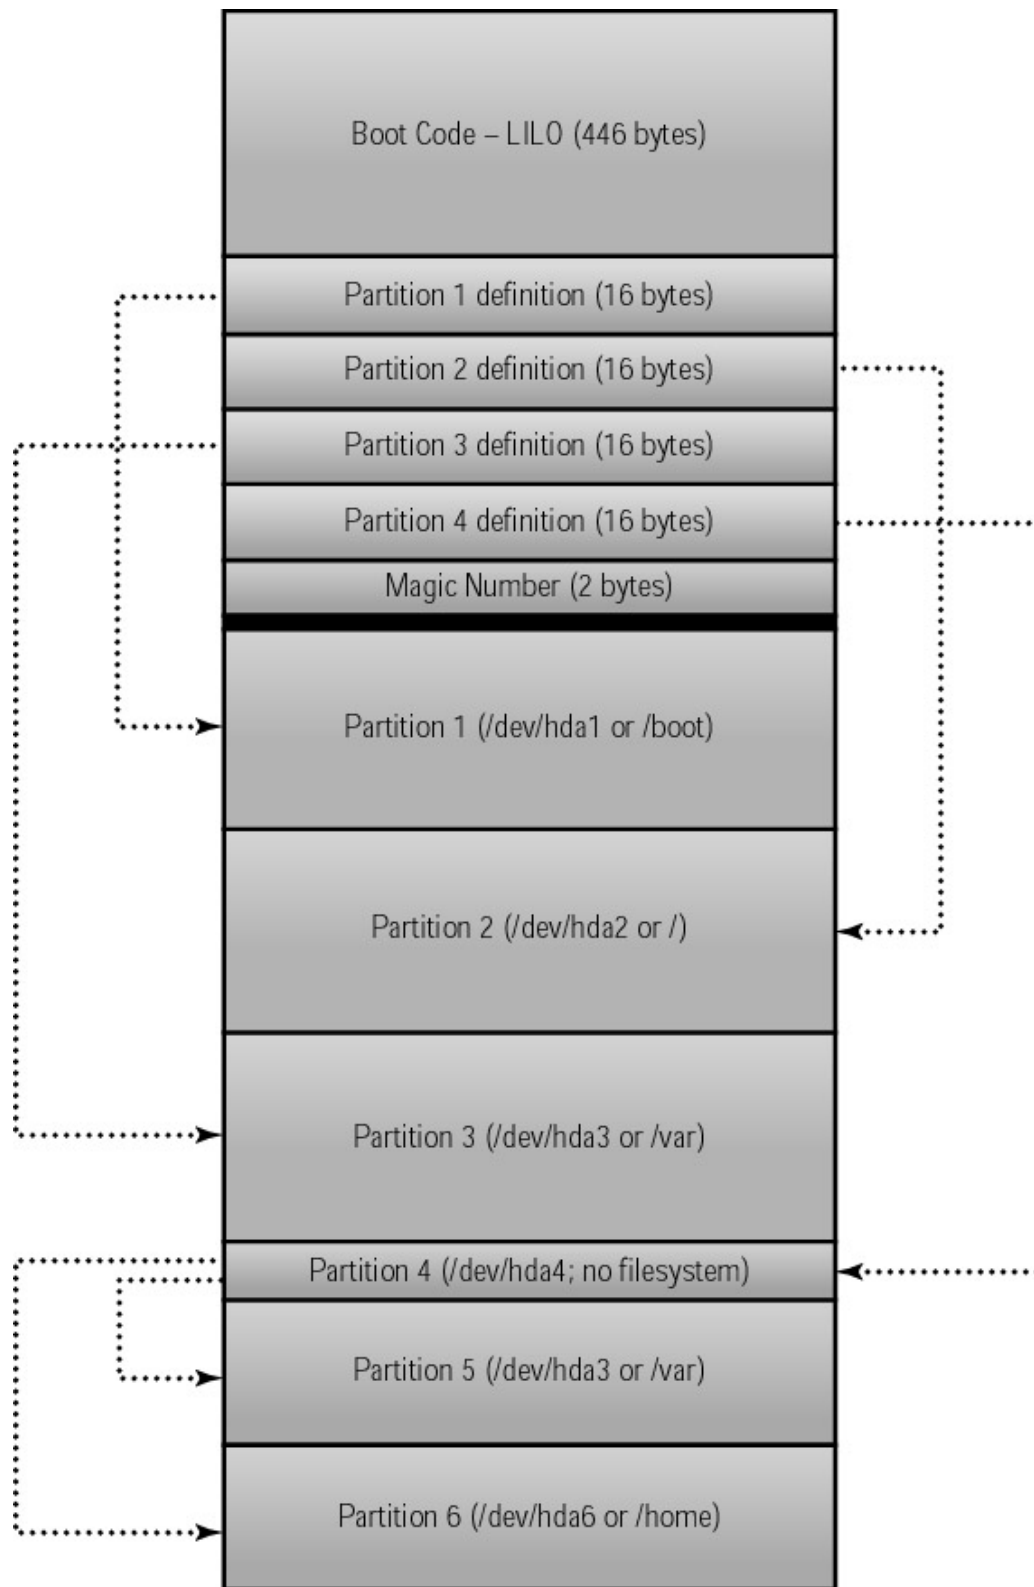 Boot Code – LILO (446 bytes)
Partition 1 definition (16 bytes)
Partition 2 definition (16 bytes)
Partition 3 definition (16 bytes)
Partition 4 definition (16 bytes)
Magic Number (2 bytes)
Partition 1 (/dev/hda1 or /boot)
Partition 2 (/dev/hda2 or /)
Partition 3 (/dev/hda3 or /var)
Partition 4 (/dev/hda4; no filesystem)
Partition 5 (/dev/hda3 or /var)
Partition 6 (/dev/hda6 or /home)